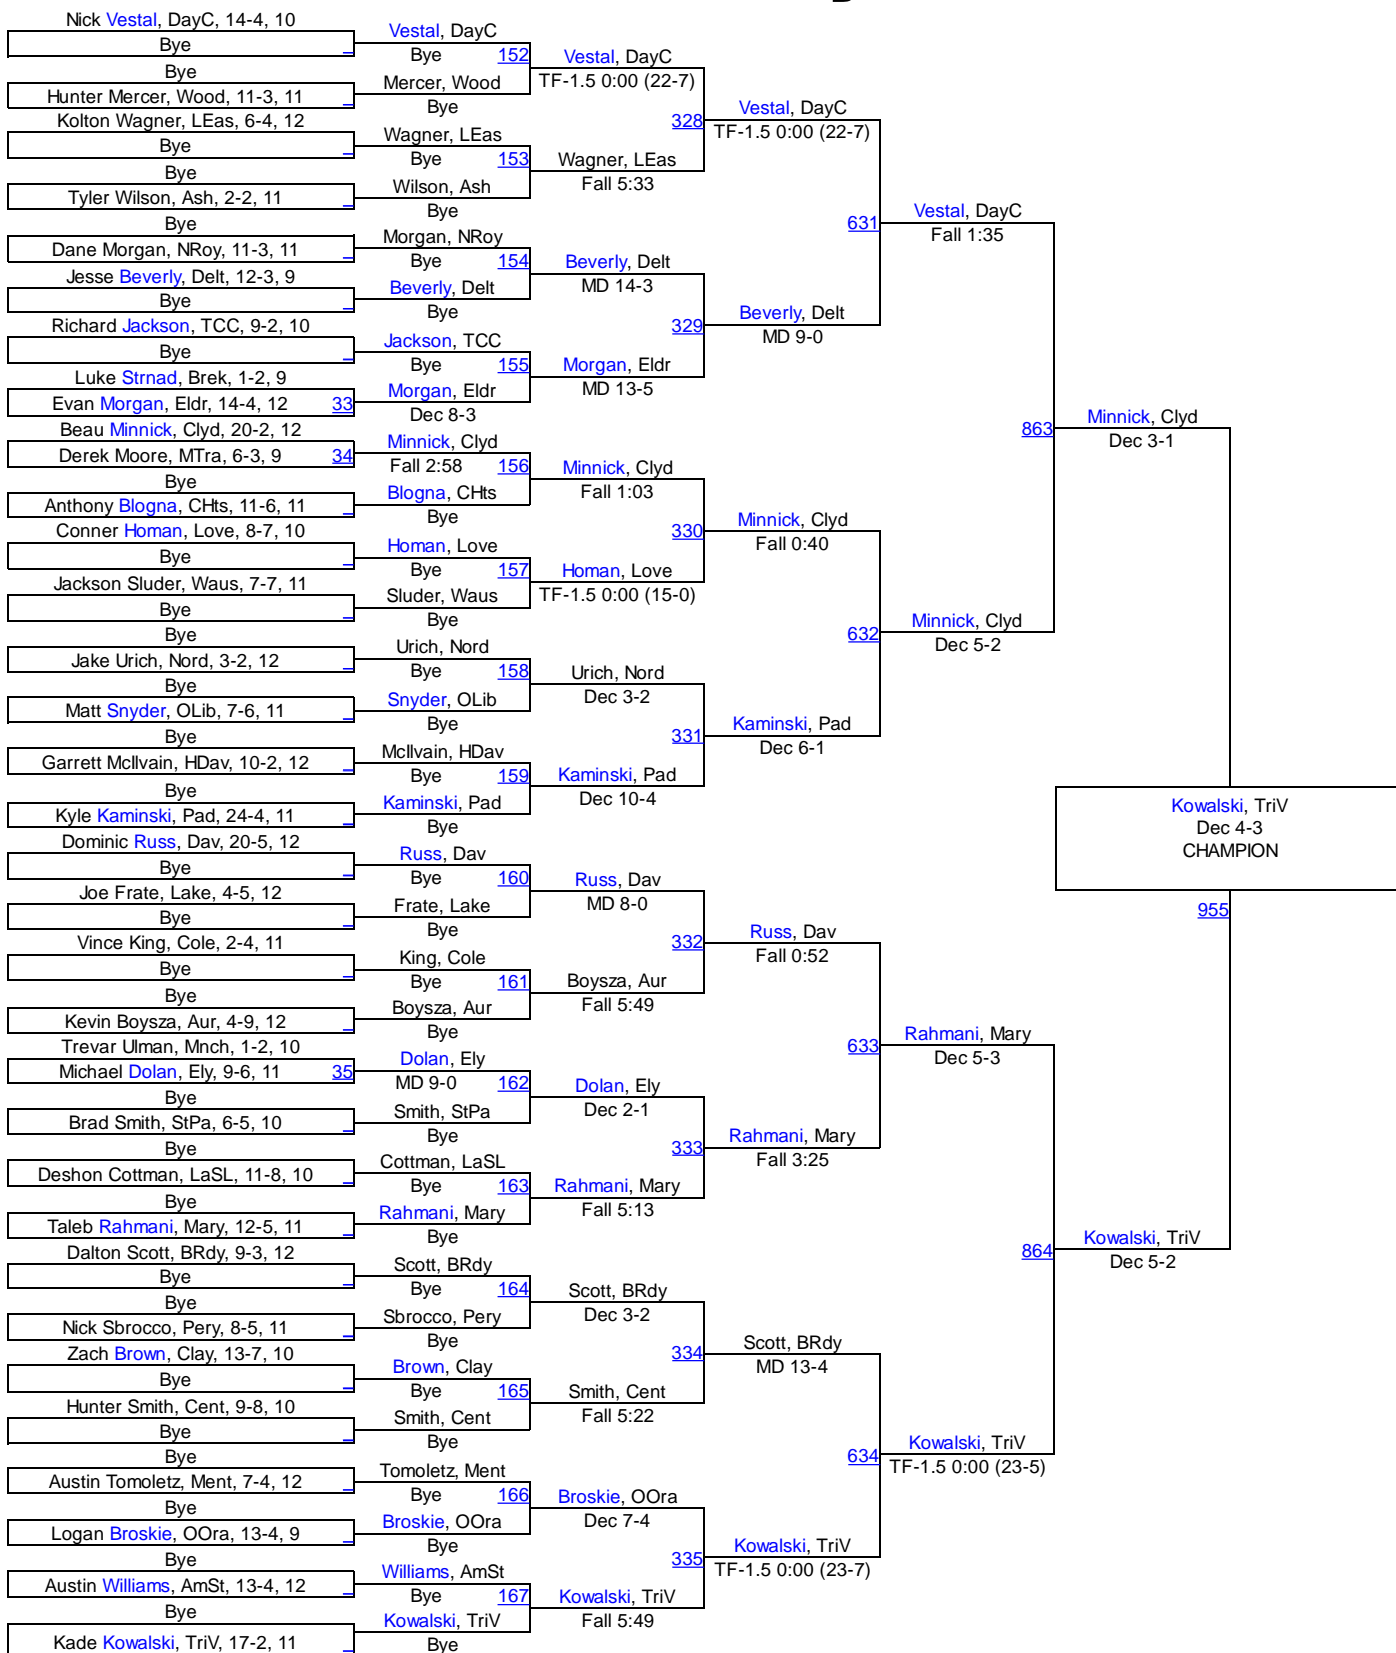 Nick Vestal, DayC, 14-4, 10
Bye
Bye
Hunter Mercer, Wood, 11-3, 11
Kolton Wagner, LEas, 6-4, 12
Bye
Bye
Tyler Wilson, Ash, 2-2, 11
Bye
Dane Morgan, NRoy, 11-3, 11
Jesse Beverly, Delt, 12-3, 9
Bye
Richard Jackson, TCC, 9-2, 10
Bye
Luke Strnad, Brek, 1-2, 9
Evan Morgan, Eldr, 14-4, 12 33
Beau Minnick, Clyd, 20-2, 12
Derek Moore, MTra, 6-3, 9 34
Bye
Anthony Blogna, CHts, 11-6, 11
Conner Homan, Love, 8-7, 10
Bye
Jackson Sluder, Waus, 7-7, 11
Bye
Bye
Jake Urich, Nord, 3-2, 12
Bye
Matt Snyder, OLib, 7-6, 11
Bye
Garrett McIlvain, HDav, 10-2, 12
Bye
Kyle Kaminski, Pad, 24-4, 11
Dominic Russ, Dav, 20-5, 12
Bye
Joe Frate, Lake, 4-5, 12
Bye
Vince King, Cole, 2-4, 11
Bye
Bye
Kevin Boysza, Aur, 4-9, 12
Trevar Ulman, Mnch, 1-2, 10
Michael Dolan, Ely, 9-6, 11 35
Bye
Brad Smith, StPa, 6-5, 10
Bye
Deshon Cottman, LaSL, 11-8, 10
Bye
Taleb Rahmani, Mary, 12-5, 11
Dalton Scott, BRdy, 9-3, 12
Bye
Bye
Nick Sbrocco, Pery, 8-5, 11
Zach Brown, Clay, 13-7, 10
Bye
Hunter Smith, Cent, 9-8, 10
Bye
Bye
Austin Tomoletz, Ment, 7-4, 12
Bye
Logan Broskie, OOra, 13-4, 9
Bye
Austin Williams, AmSt, 13-4, 12
Bye
Kade Kowalski, TriV, 17-2, 11
Vestal, DayC
Bye 152
Mercer, Wood
Bye
Wagner, LEas
Bye 153
Wilson, Ash
Bye
Morgan, NRoy
Bye 154
Beverly, Delt
Bye
Jackson, TCC
Bye 155
Morgan, Eldr
Dec 8-3
Minnick, Clyd
Fall 2:58 156
Blogna, CHts
Bye
Homan, Love
Bye 157
Sluder, Waus
Bye
Urich, Nord
Bye 158
Snyder, OLib
Bye
McIlvain, HDav
Bye 159
Kaminski, Pad
Bye
Russ, Dav
Bye 160
Frate, Lake
Bye
King, Cole
Bye 161
Boysza, Aur
Bye
Dolan, Ely
MD 9-0 162
Smith, StPa
Bye
Cottman, LaSL
Bye 163
Rahmani, Mary
Bye
Scott, BRdy
Bye 164
Sbrocco, Pery
Bye
Brown, Clay
Bye 165
Smith, Cent
Bye
Tomoletz, Ment
Bye 166
Broskie, OOra
Bye
Williams, AmSt
Bye 167
Kowalski, TriV
Bye
Vestal, DayC
TF-1.5 0:00 (22-7)
328
Wagner, LEas
Fall 5:33
Beverly, Delt
MD 14-3
329
Morgan, Eldr
MD 13-5
Minnick, Clyd
Fall 1:03
330
Homan, Love
TF-1.5 0:00 (15-0)
Urich, Nord
Dec 3-2
331
Kaminski, Pad
Dec 10-4
Russ, Dav
MD 8-0
332
Boysza, Aur
Fall 5:49
Dolan, Ely
Dec 2-1
333
Rahmani, Mary
Fall 5:13
Scott, BRdy
Dec 3-2
334
Smith, Cent
Fall 5:22
Broskie, OOra
Dec 7-4
335
Kowalski, TriV
Fall 5:49
Vestal, DayC
TF-1.5 0:00 (22-7)
631
Beverly, Delt
MD 9-0
Minnick, Clyd
Fall 0:40
632
Kaminski, Pad
Dec 6-1
Russ, Dav
Fall 0:52
633
Rahmani, Mary
Fall 3:25
Scott, BRdy
MD 13-4
634
Kowalski, TriV
TF-1.5 0:00 (23-7)
Vestal, DayC
Fall 1:35
863
Minnick, Clyd
Dec 5-2
Rahmani, Mary
Dec 5-3
864
Kowalski, TriV
TF-1.5 0:00 (23-5)
Minnick, Clyd
Dec 3-1
Kowalski, TriV
Dec 4-3
CHAMPION
955
Kowalski, TriV
Dec 5-2